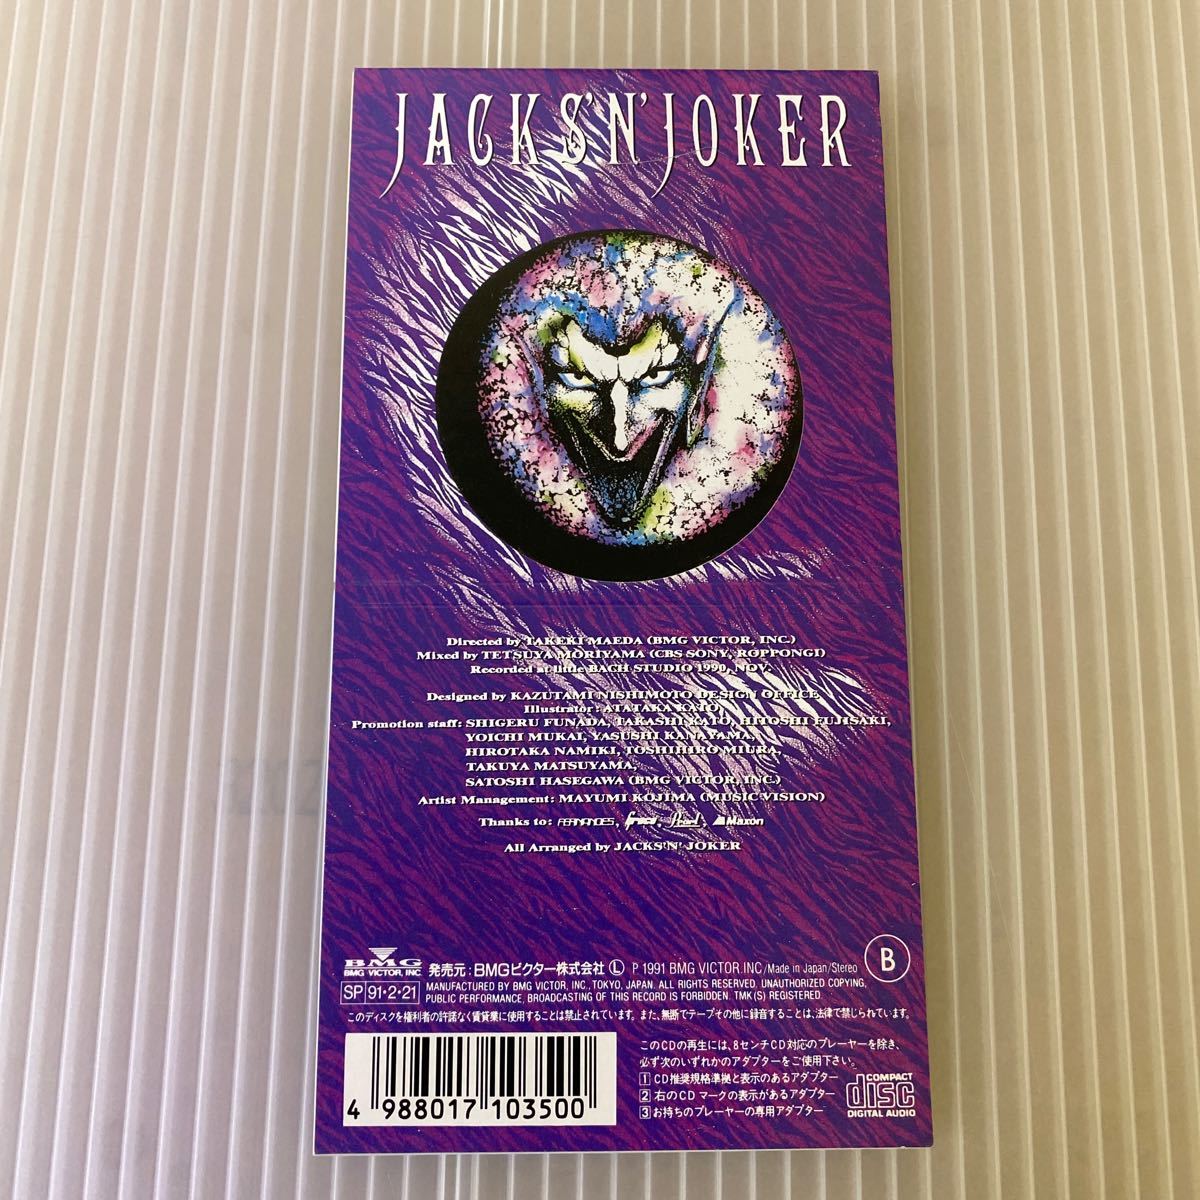 JACKS'N'JOKER
Directed by TAKEKI MAEDA (BMG VICTOR, INC.)
Mixed by TETSUYA MORIYAMA (CBS SONY, ROPPONGI)
Recorded at little BACH STUDIO 1990, NOV.
Designed by KAZUTAMI NISHIMOTO DESIGN OFFICE
Illustrator: ATATAKA KATO
Promotion staff: SHIGERU FUNADA, TAKASHI KATO, HITOSHI FUJISAKI,
YOICHI MUKAI, YASUSHI KANAYAMA,
HIROTAKA NAMIKI, TOSHIHIRO MIURA,
TAKUYA MATSUYAMA,
SATOSHI HASEGAWA (BMG VICTOR, INC.)
Artist Management: MAYUMI KOJIMA (MUSIC VISION)
Thanks to: FERNANDES, Greco, Pearl, Maxon
All Arranged by JACKS'N' JOKER
B
BMG
BMG VICTOR, INC
発売元:BMGビクター株式会社 Ⓛ P 1991 BMG VICTOR.INC/Made in Japan/Stereo
SP 91・2・21
MANUFACTURED BY BMG VICTOR, INC., TOKYO, JAPAN. ALL RIGHTS RESERVED. UNAUTHORIZED COPYING,
PUBLIC PERFORMANCE, BROADCASTING OF THIS RECORD IS FORBIDDEN. TMK(S) REGISTERED.
このディスクを権利者の許諾なく賃貸業に使用することは禁止されています。また、無断でテープその他に録音することは、法律で禁じられています。
4 988017 103500
このCDの再生には、8センチCD対応のプレーヤーを除き、
必ず次のいずれかのアダプターをご使用下さい。
1 CD推奨規格準拠と表示のあるアダプター
2 右のCDマークの表示があるアダプター
3 お持ちのプレーヤーの専用アダプター
COMPACT
disc
DIGITAL AUDIO